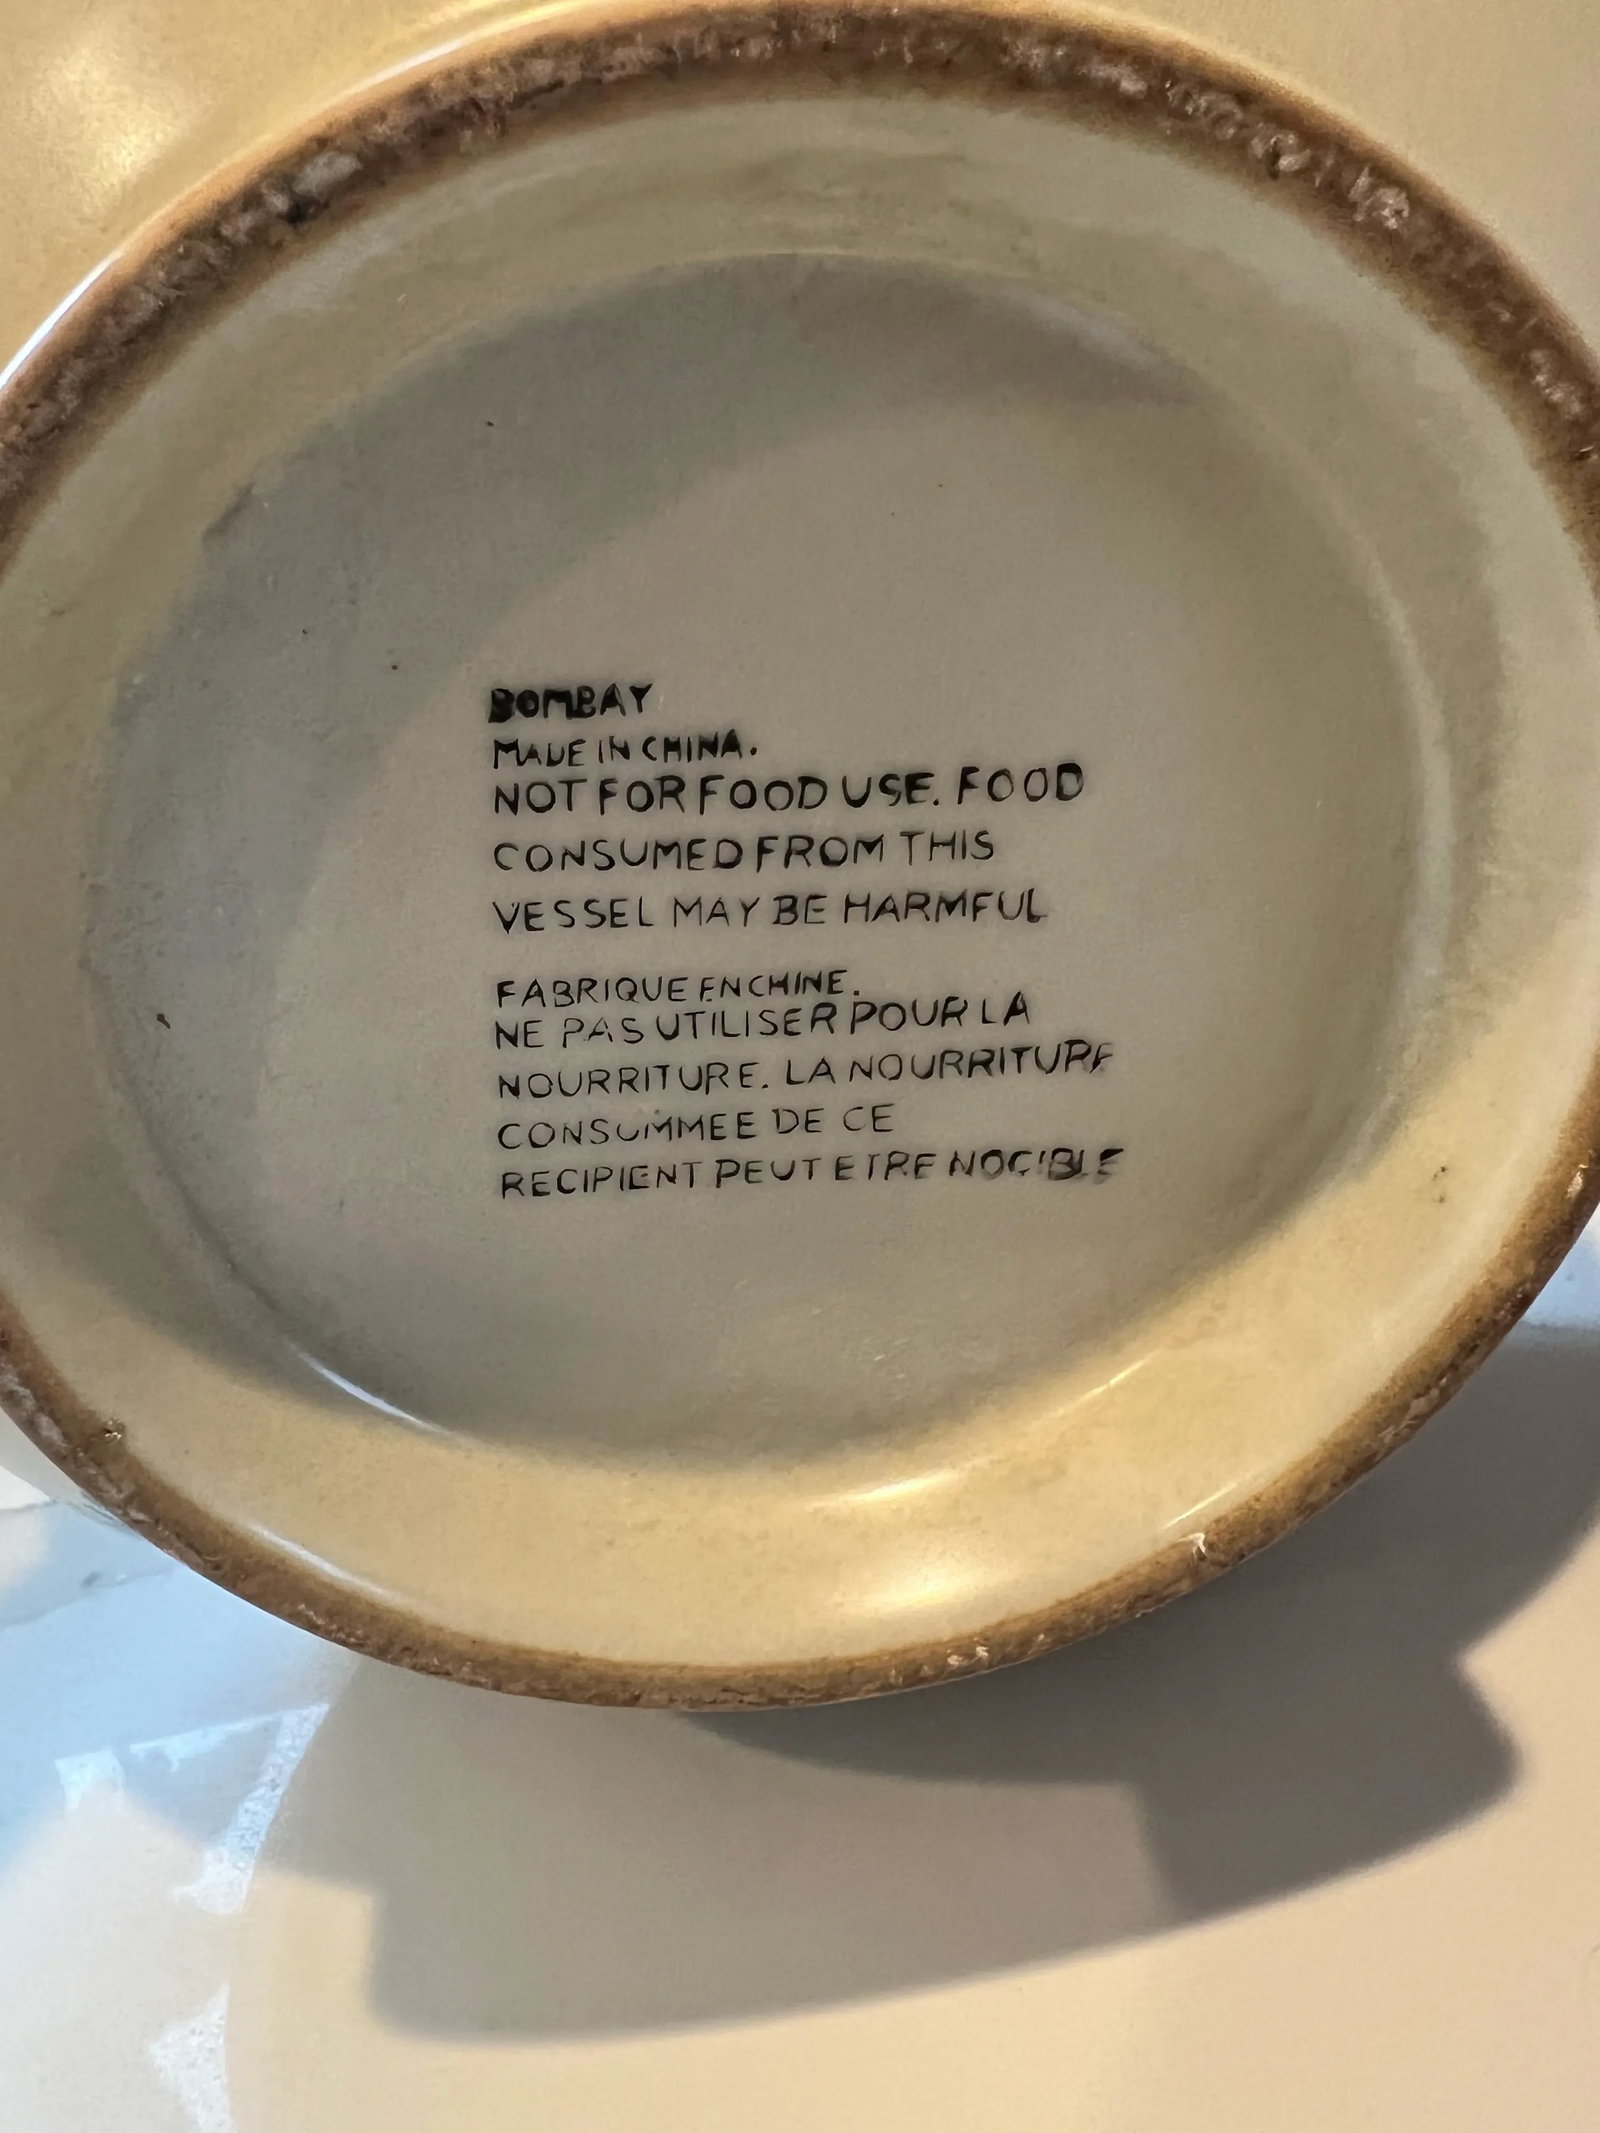 BOMBAY
MADE IN CHINA.
NOT FOR FOOD USE. FOOD
CONSUMED FROM THIS
VESSEL MAY BE HARMFUL
FABRIQUE EN CHINE.
NE PAS UTILISER POUR LA
NOURRITURE. LA NOURRITURE
CONSOMMEE DE CE
RECIPIENT PEUT ETRE NOCIBLE